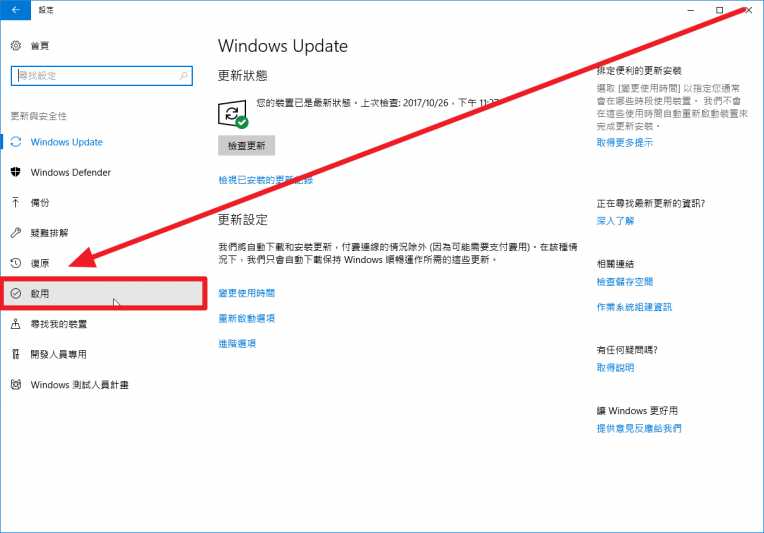 設定
首頁
尋找設定
更新與安全性
Windows Update
Windows Defender
備份
疑難排解
復原
啟用
尋找我的裝置
開發人員專用
Windows 測試人員計畫
Windows Update
更新狀態
您的裝置已是最新狀態。上次檢查: 2017/10/26，下午 11:27
檢查更新
檢視已安裝的更新記錄
更新設定
我們將自動下載和安裝更新，付費連線的情況除外 (因為可能需要支付費用)。在該種情
況下，我們只會自動下載保持 Windows 順暢運作所需的這些更新。
變更使用時間
重新啟動選項
進階選項
排定便利的更新安裝
選取 [變更使用時間] 以指定您通常
會在哪些時段使用裝置。我們不會
在這些使用時間自動重新啟動裝置來
完成更新安裝。
取得更多提示
正在尋找最新更新的資訊?
深入了解
相關連結
檢查儲存空間
作業系統組建資訊
有任何疑問嗎?
取得說明
讓 Windows 更好用
提供意見反應給我們